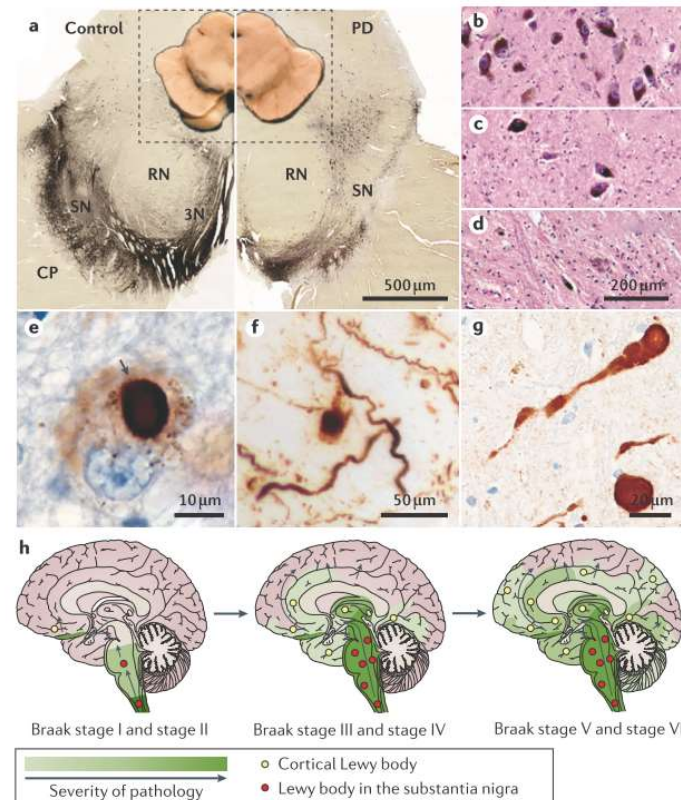 a Control PD
RN RN
SN 3N SN
CP
500 µm
b
c
d
200 µm
e
10 µm
f
50 µm
g
20 µm
h
Braak stage I and stage II
Braak stage III and stage IV
Braak stage V and stage VI
Severity of pathology
Cortical Lewy body
Lewy body in the substantia nigra